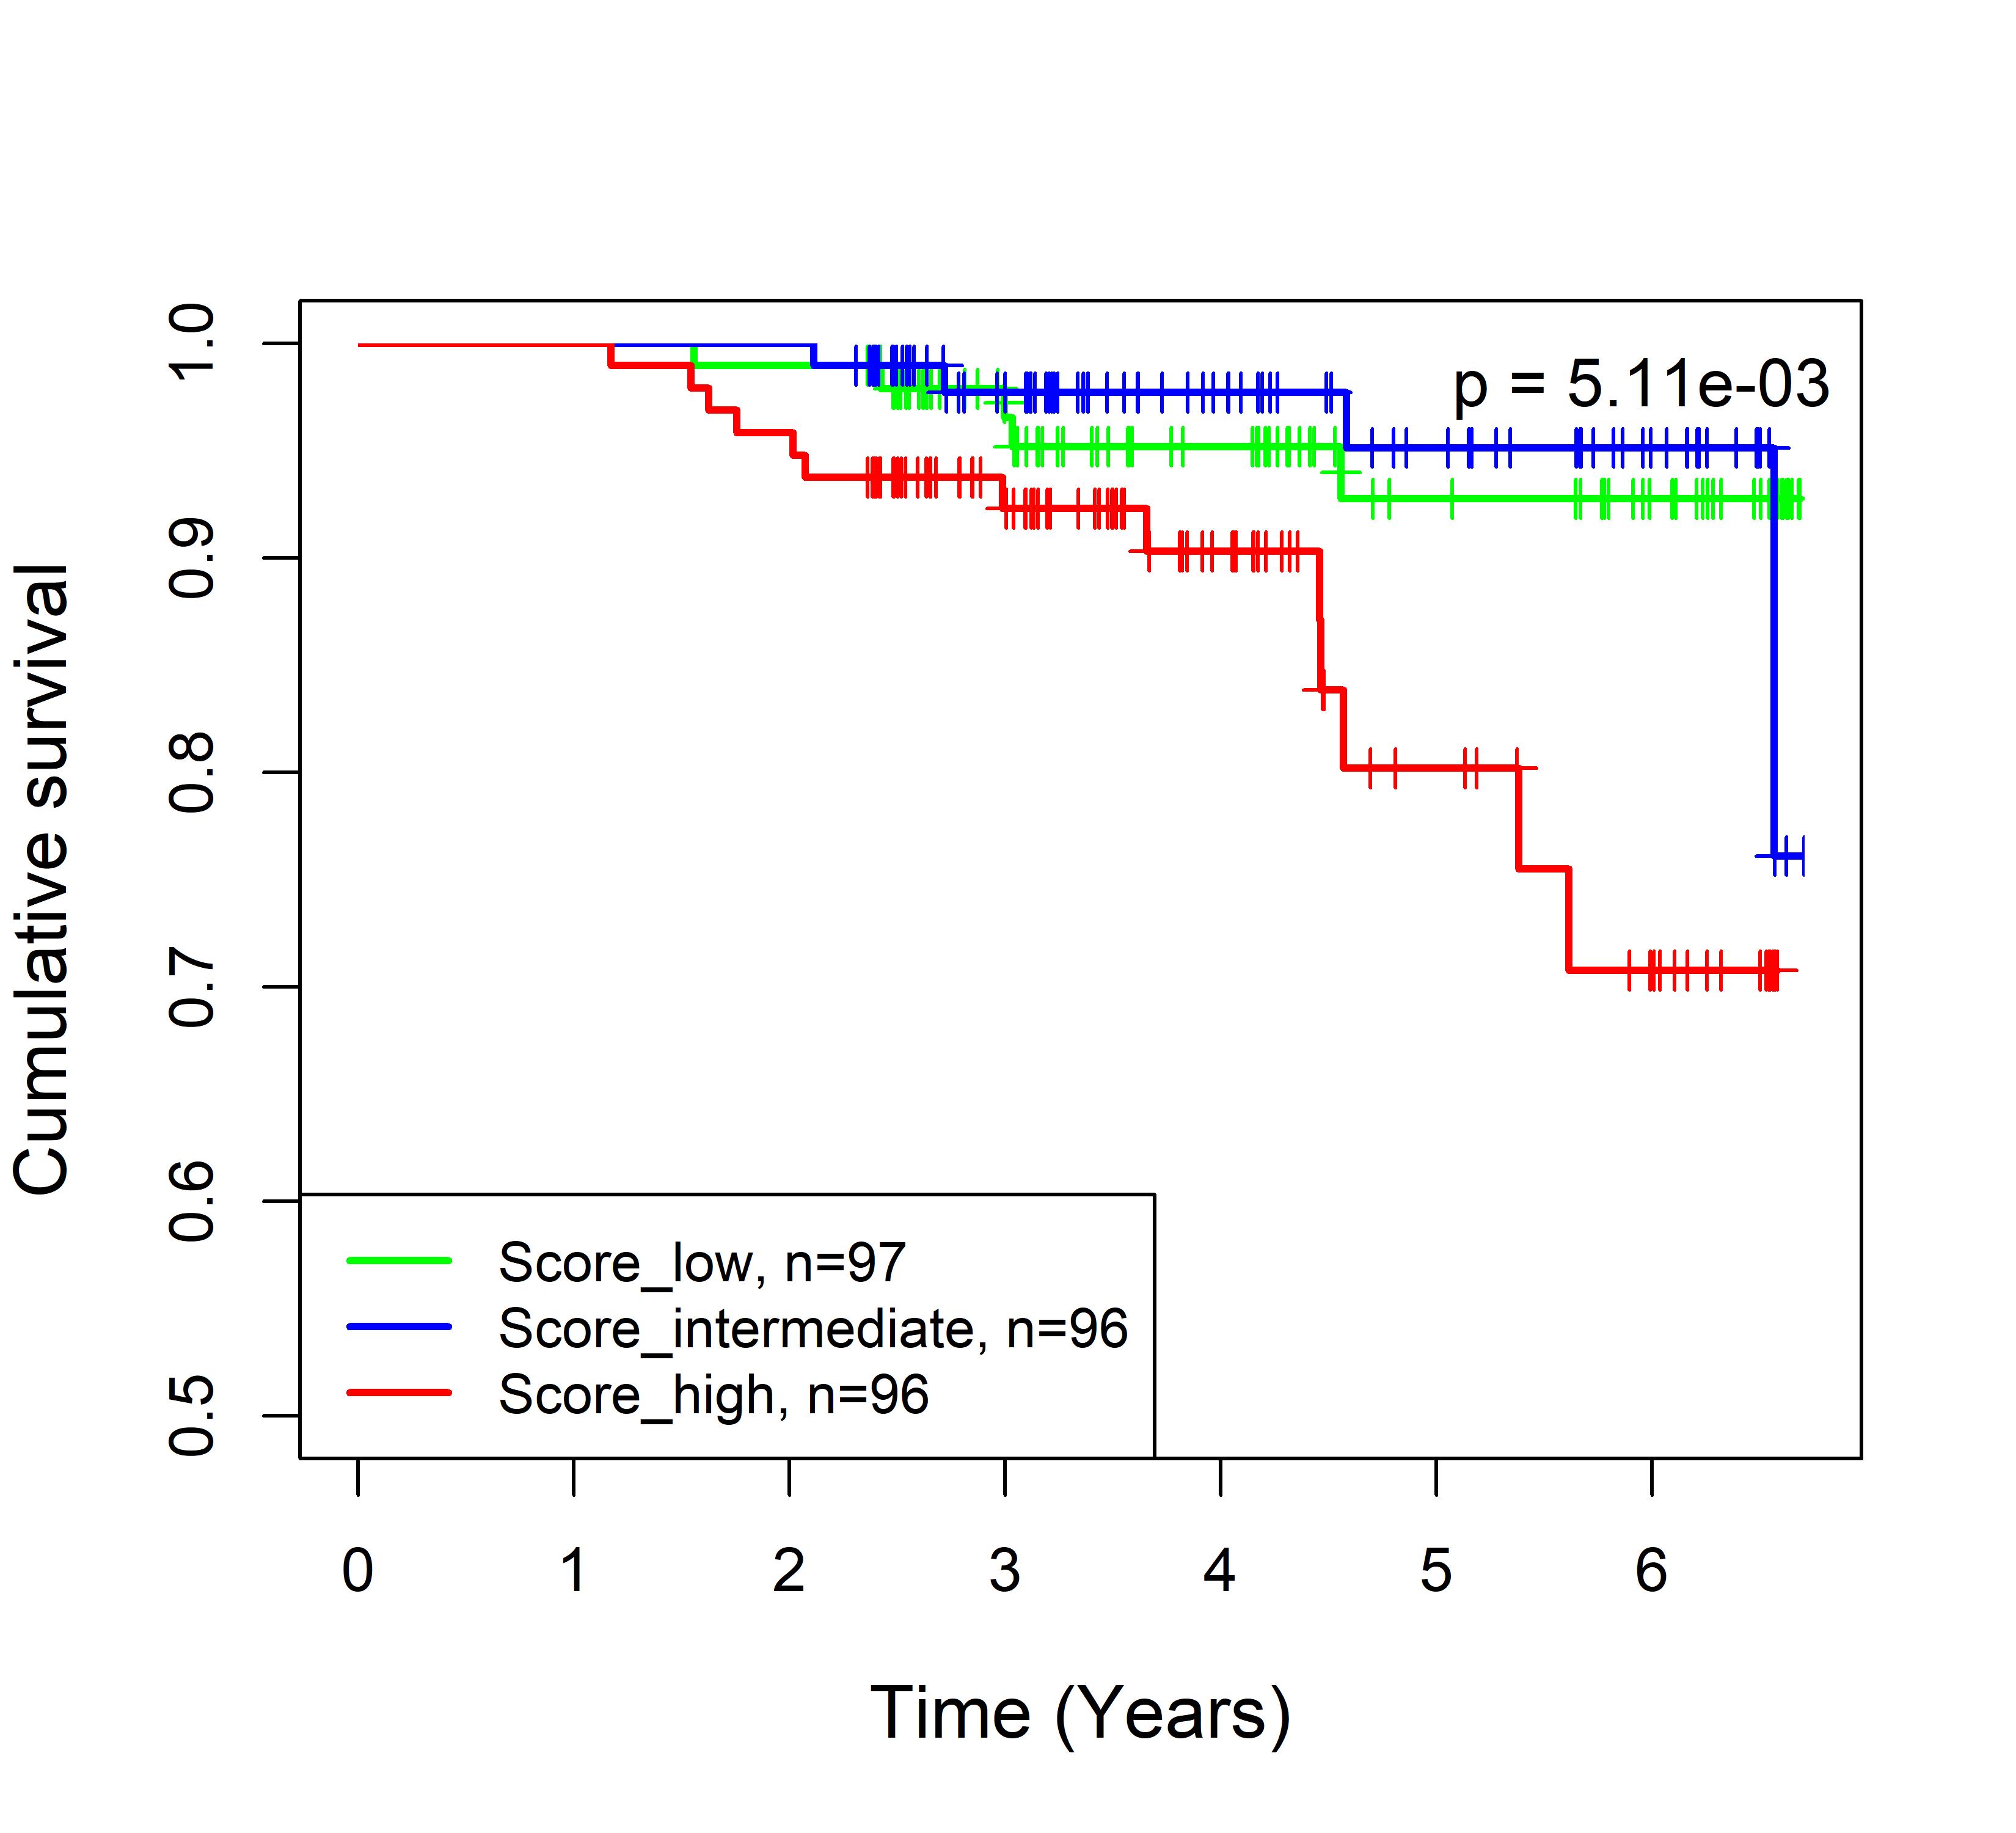 p = 5.11e-03
Cumulative survival
1.0
0.9
0.8
0.7
0.6
0.5
Score_low, n=97
Score_intermediate, n=96
Score_high, n=96
0 1 2 3 4 5 6
Time (Years)